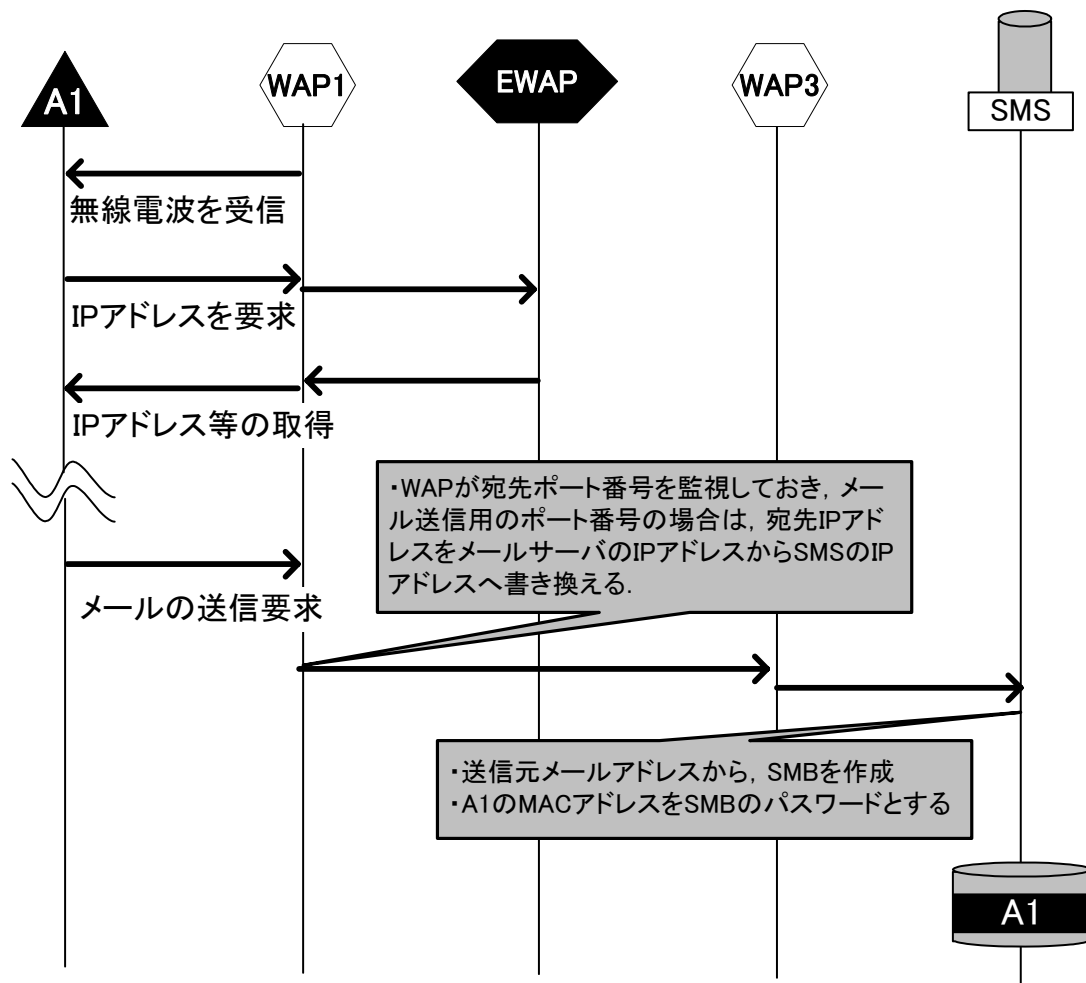 A1
WAP1
EWAP
WAP3
SMS
無線電波を受信
IPアドレスを要求
IPアドレス等の取得
・WAPが宛先ポート番号を監視しておき，メー
ル送信用のポート番号の場合は，宛先IPアド
レスをメールサーバのIPアドレスからSMSのIP
アドレスへ書き換える.
メールの送信要求
・送信元メールアドレスから，SMBを作成
・A1のMACアドレスをSMBのパスワードとする
A1